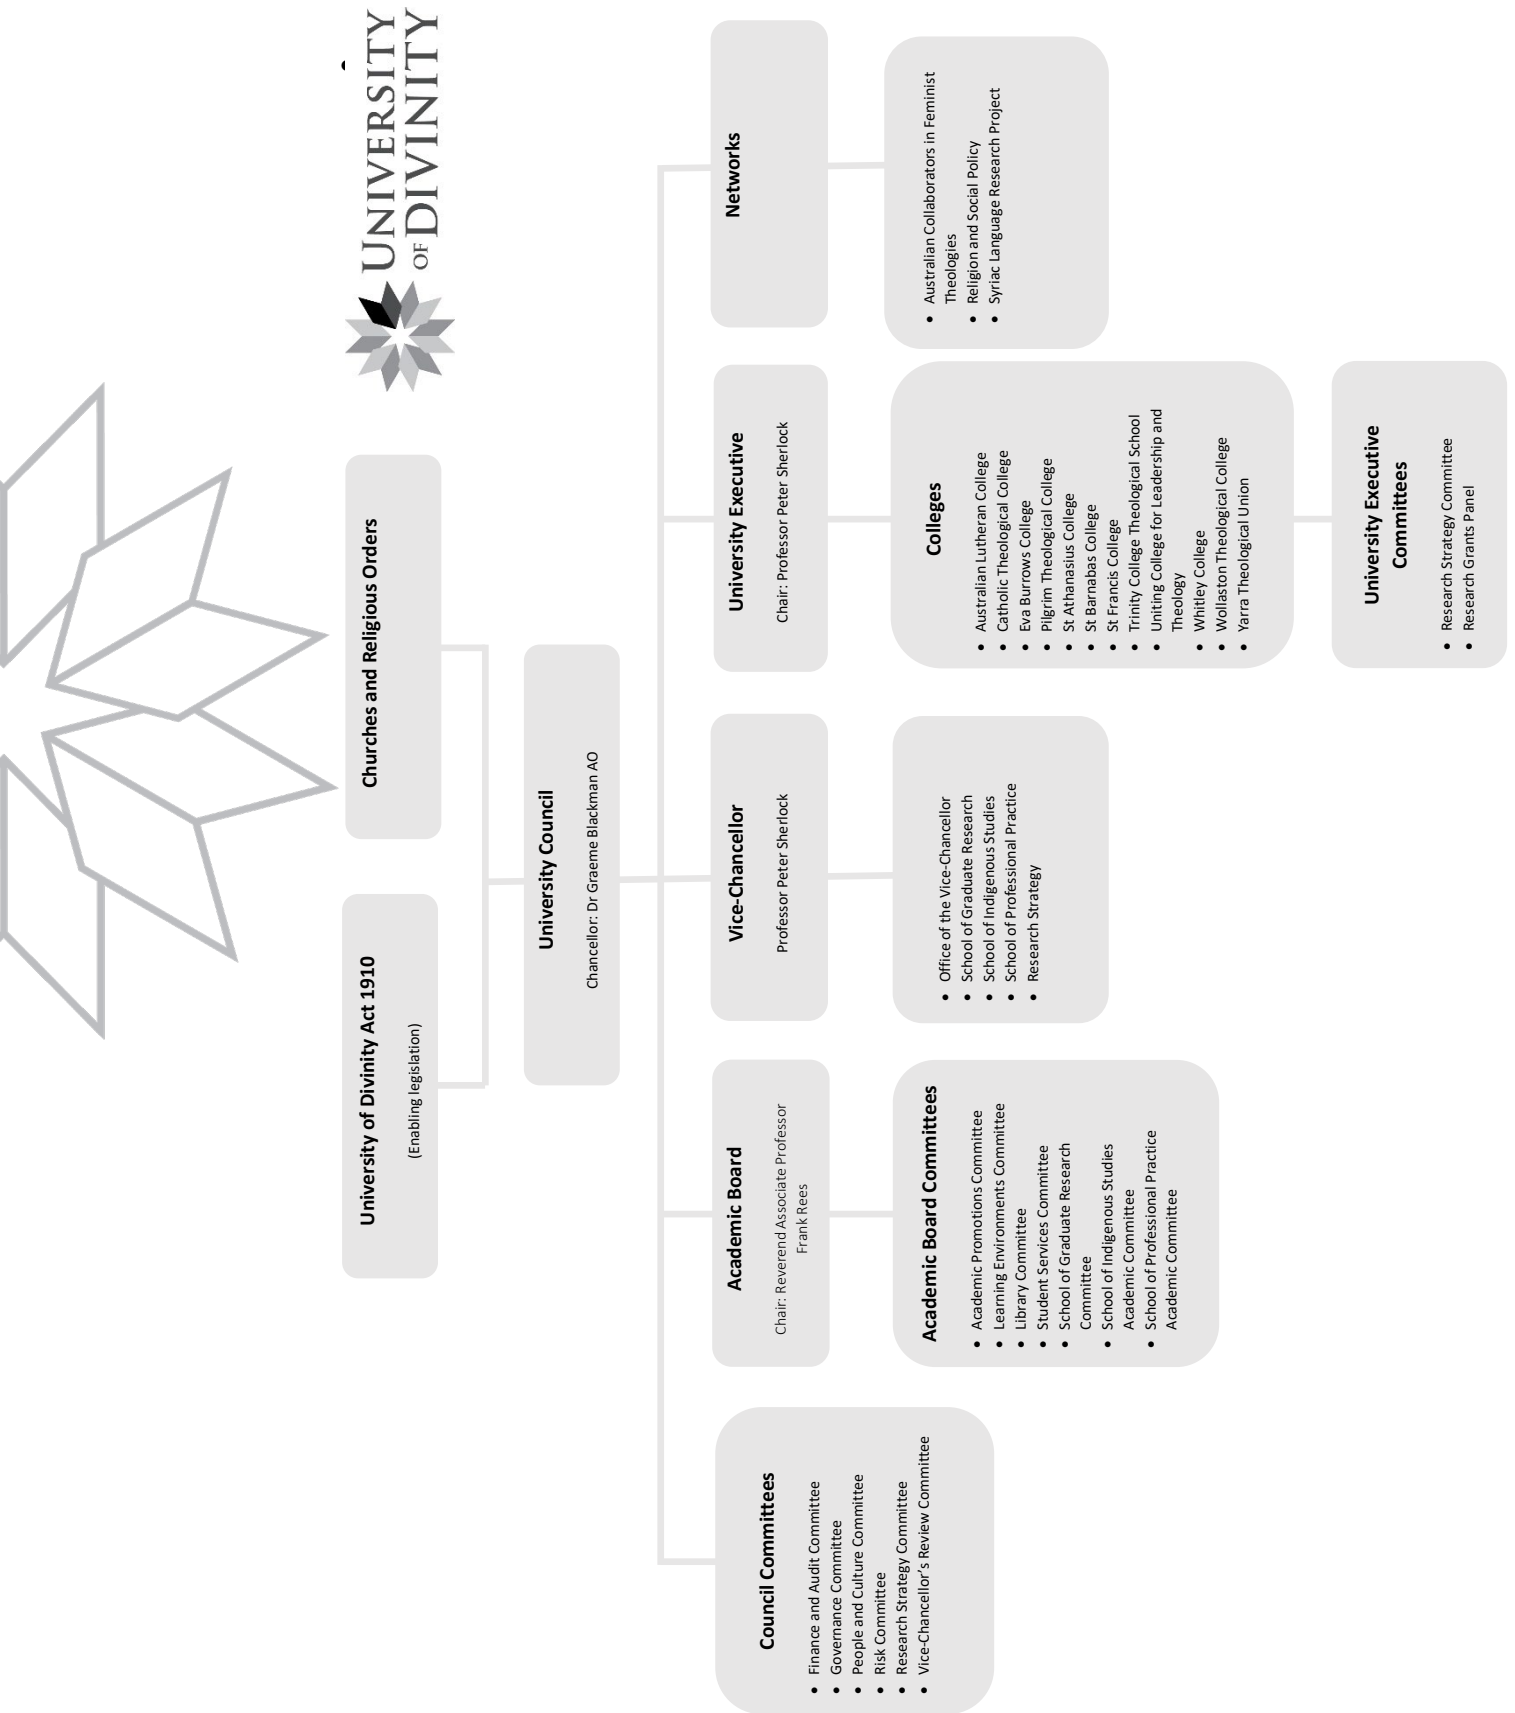 UNIVERSITY
OF DIVINITY
University of Divinity Act 1910
(Enabling legislation)
Churches and Religious Orders
University Council
Chancellor: Dr Graeme Blackman AO
Council Committees
• Finance and Audit Committee
• Governance Committee
• People and Culture Committee
• Risk Committee
• Research Strategy Committee
• Vice-Chancellor’s Review Committee
Academic Board
Chair: Reverend Associate Professor
Frank Rees
Academic Board Committees
• Academic Promotions Committee
• Learning Environments Committee
• Library Committee
• Student Services Committee
• School of Graduate Research
Committee
• School of Indigenous Studies
Academic Committee
• School of Professional Practice
Academic Committee
Vice-Chancellor
Professor Peter Sherlock
• Office of the Vice-Chancellor
• School of Graduate Research
• School of Indigenous Studies
• School of Professional Practice
• Research Strategy
University Executive
Chair: Professor Peter Sherlock
Colleges
• Australian Lutheran College
• Catholic Theological College
• Eva Burrows College
• Pilgrim Theological College
• St Athanasius College
• St Barnabas College
• St Francis College
• Trinity College Theological School
• Uniting College for Leadership and
Theology
• Whitley College
• Wollaston Theological College
• Yarra Theological Union
University Executive
Committees
• Research Strategy Committee
• Research Grants Panel
Networks
• Australian Collaborators in Feminist
Theologies
• Religion and Social Policy
• Syriac Language Research Project